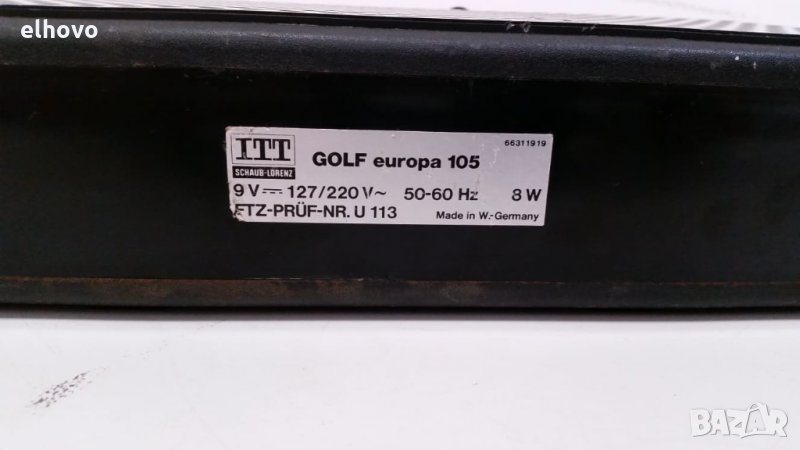 elhovo
66311919
ITT GOLF europa 105
SCHAUB-LORENZ
9 V⎓ 127/220 V~ 50-60 Hz 8 W
FTZ-PRÜF-NR. U 113 Made in W.-Germany
BAZAR